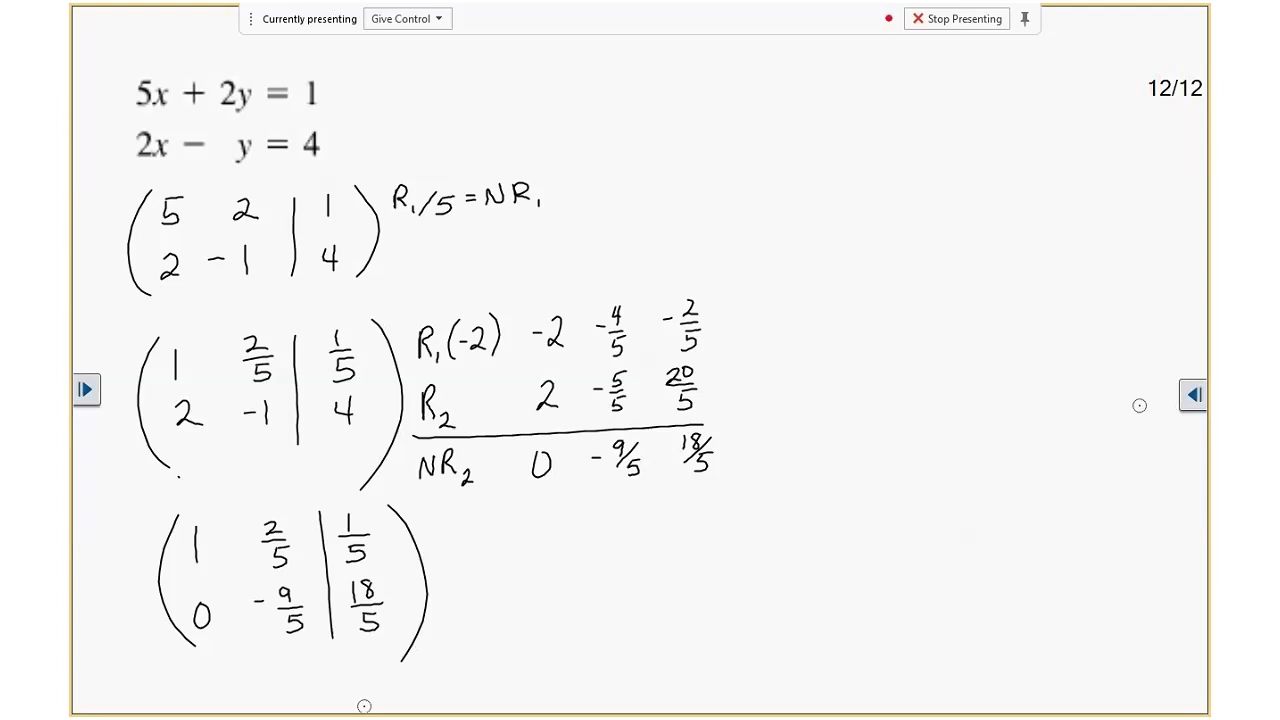 Currently presenting Give Control Stop Presenting
12/12
5x + 2y = 1
2x − y = 4
( 5 2 | 1 ) R₁/5 = NR₁
( 2 -1 | 4 )
( 1 2/5 | 1/5 ) R₁(-2) -2 -4/5 -2/5
( 2 -1 | 4 ) R₂ 2 -5/5 20/5
NR₂ 0 -9/5 18/5
( 1 2/5 | 1/5 )
( 0 -9/5 | 18/5 )